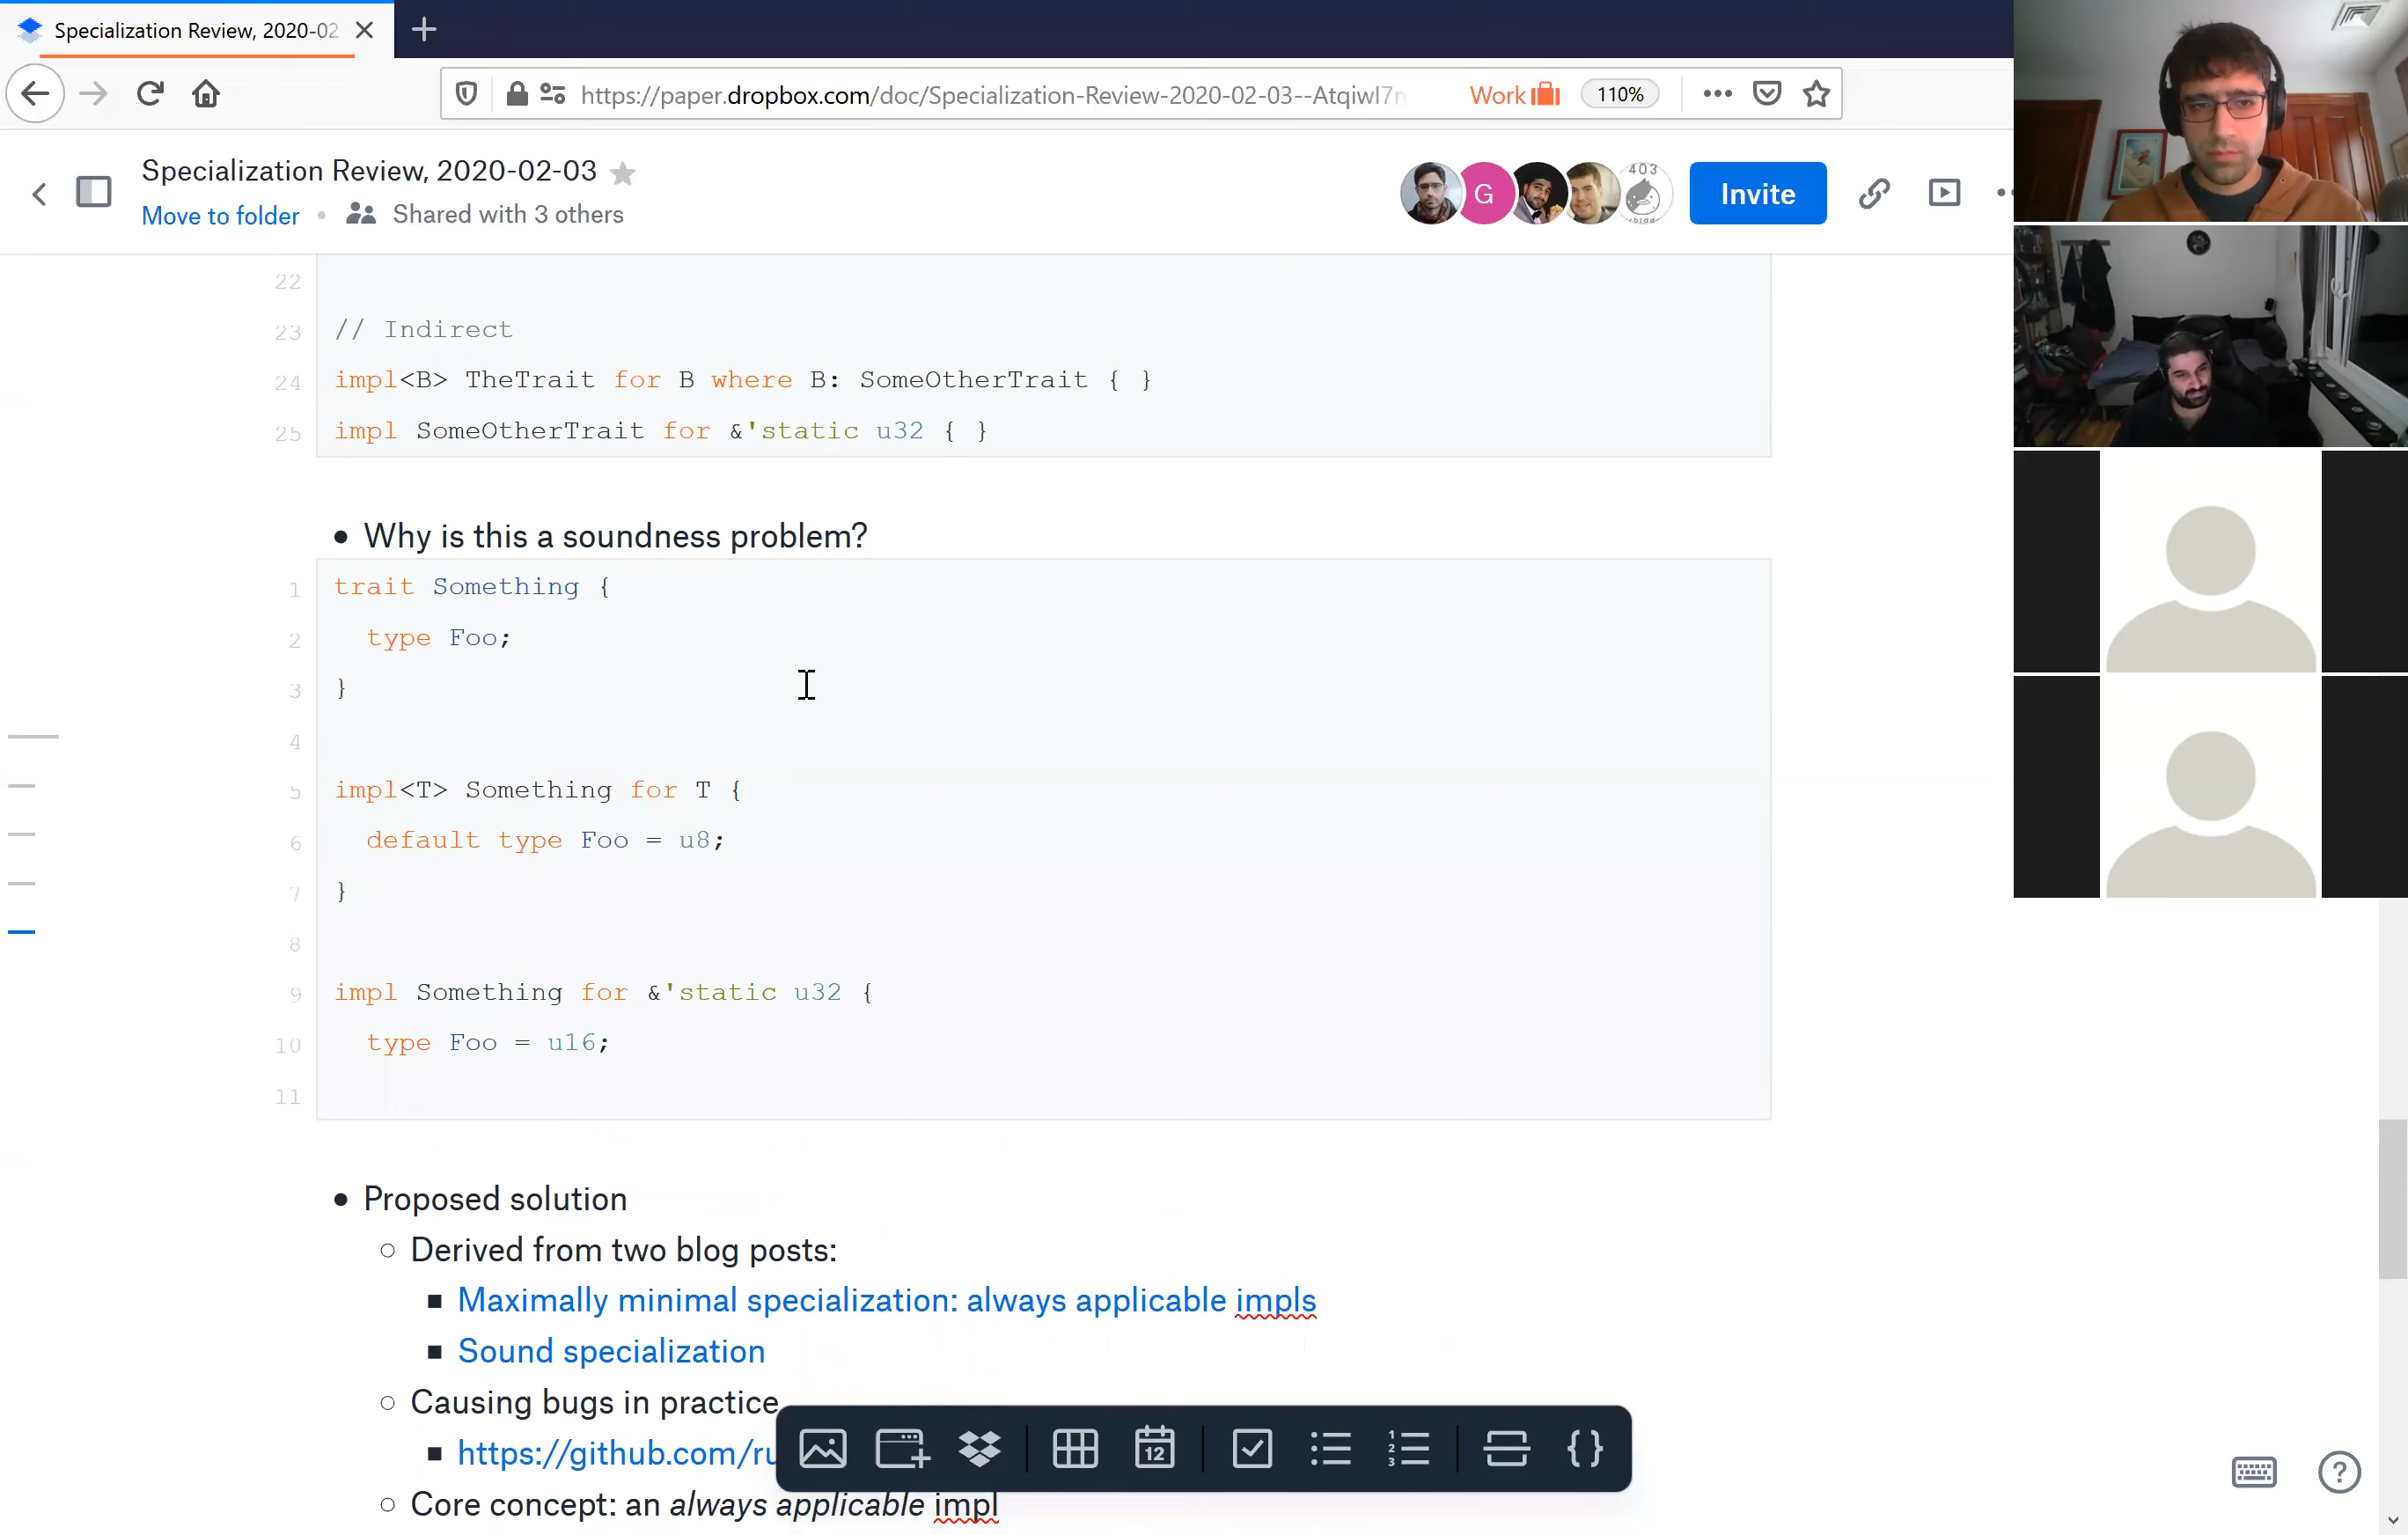 Specialization Review, 2020-02
https://paper.dropbox.com/doc/Specialization-Review-2020-02-03--AtqiwI7
Work
110%
Specialization Review, 2020-02-03
Move to folder • Shared with 3 others
G
403
Invite
22
23 // Indirect
24 impl<B> TheTrait for B where B: SomeOtherTrait { }
25 impl SomeOtherTrait for &'static u32 { }
• Why is this a soundness problem?
1 trait Something {
2 type Foo;
3 }
4
5 impl<T> Something for T {
6 default type Foo = u8;
7 }
8
9 impl Something for &'static u32 {
10 type Foo = u16;
11
• Proposed solution
○ Derived from two blog posts:
■ Maximally minimal specialization: always applicable impls
■ Sound specialization
○ Causing bugs in practice
■ https://github.com/ru
12
1
2
3
{}
?
○ Core concept: an always applicable impl